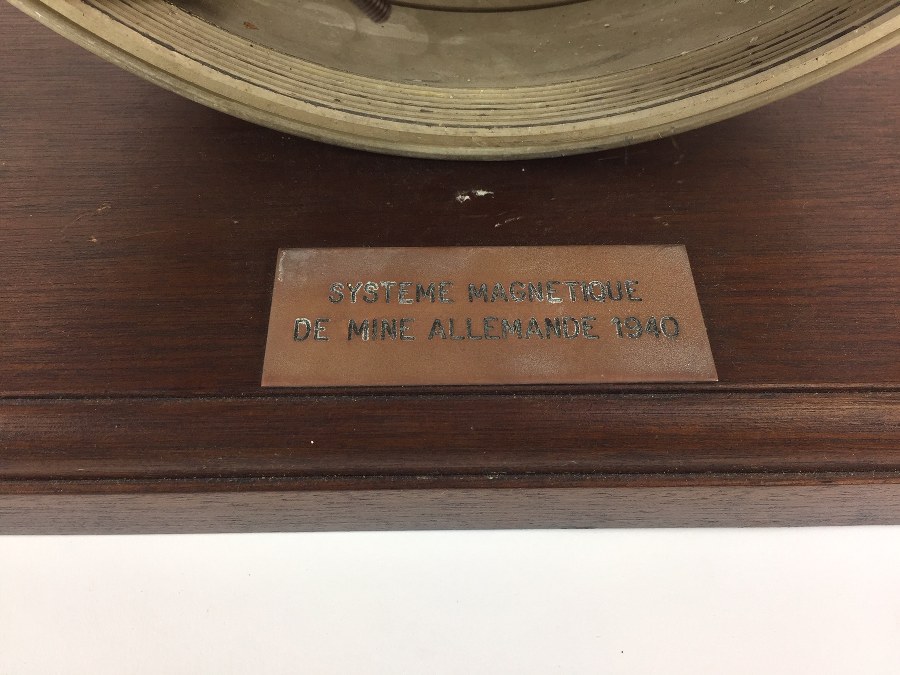 SYSTEME MAGNETIQUE
DE MINE ALLEMANDE 1940